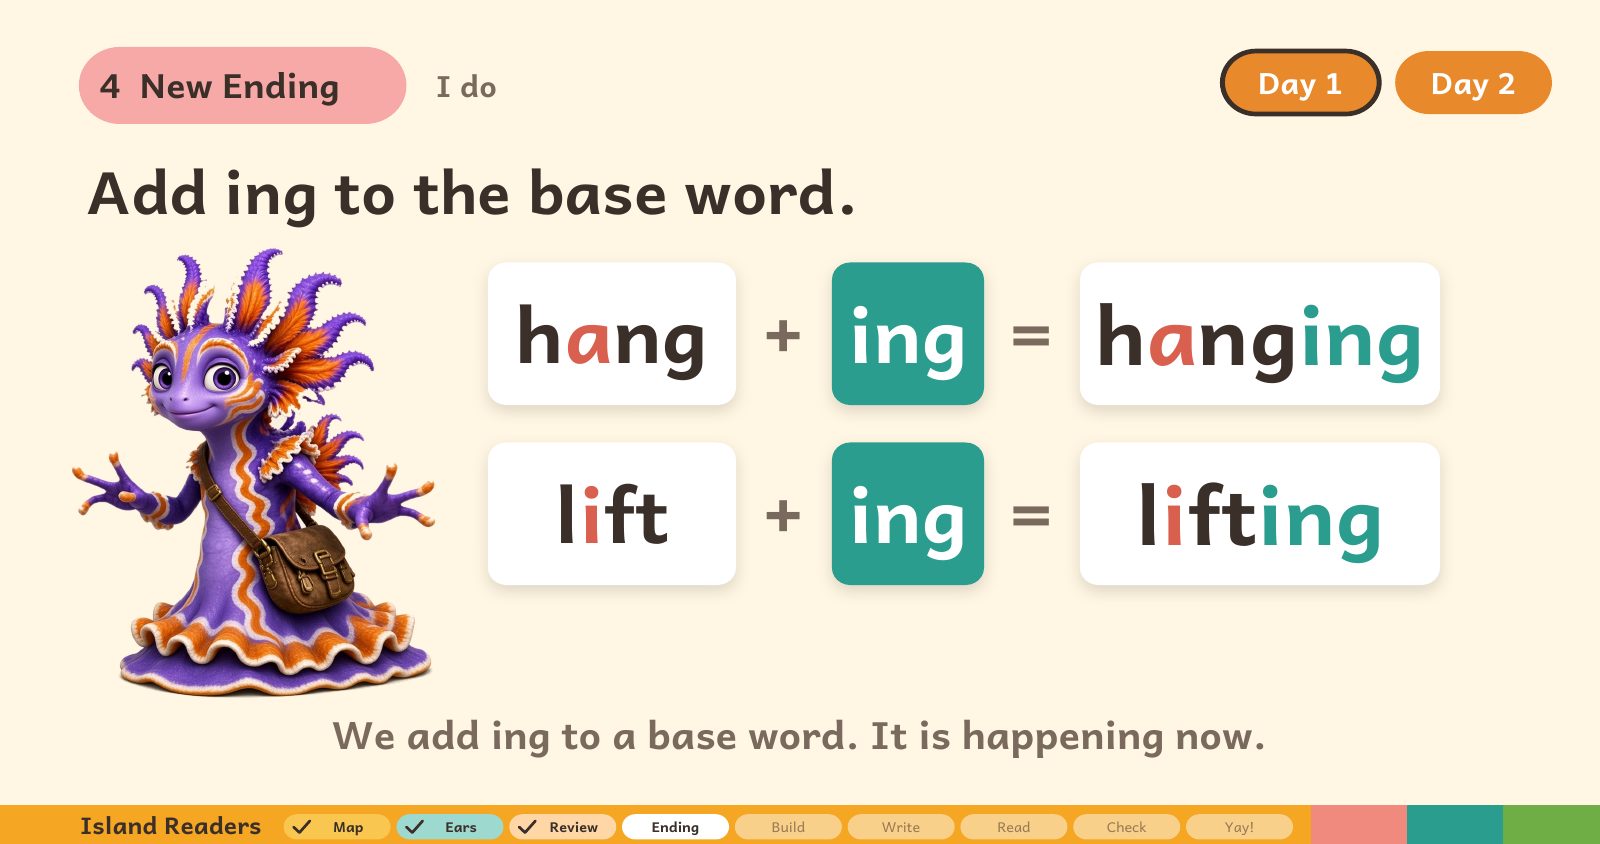 4 New Ending
I do
Day 1
Day 2
Add ing to the base word.
hang + ing = hanging
lift + ing = lifting
We add ing to a base word. It is happening now.
Island Readers
Map
Ears
Review
Ending
Build
Write
Read
Check
Yay!